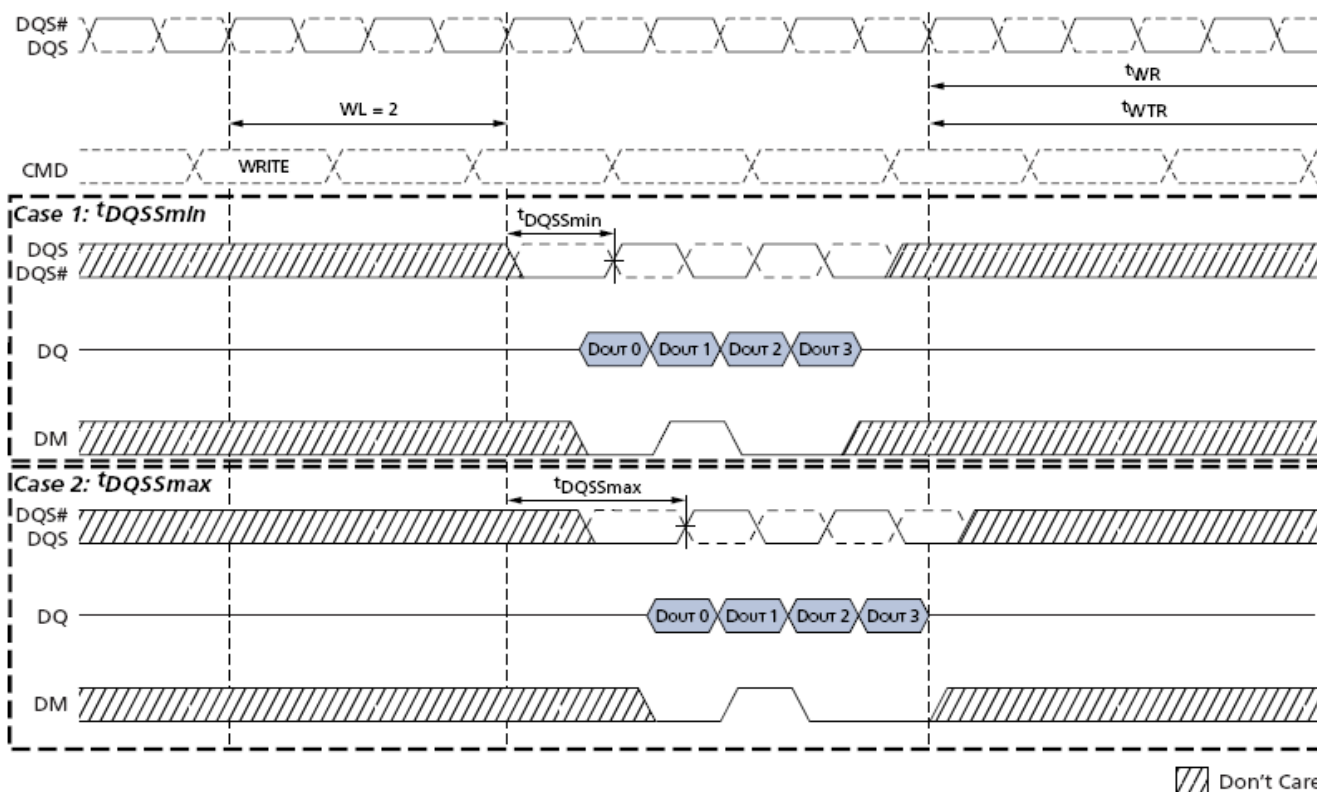 DQS#
DQS
tWR
WL = 2
tWTR
CMD
WRITE
Case 1: tDQSSmin
tDQSSmin
DQS
DQS#
DQ
DOUT 0 DOUT 1 DOUT 2 DOUT 3
DM
Case 2: tDQSSmax
tDQSSmax
DQS#
DQS
DQ
DOUT 0 DOUT 1 DOUT 2 DOUT 3
DM
Don't Care